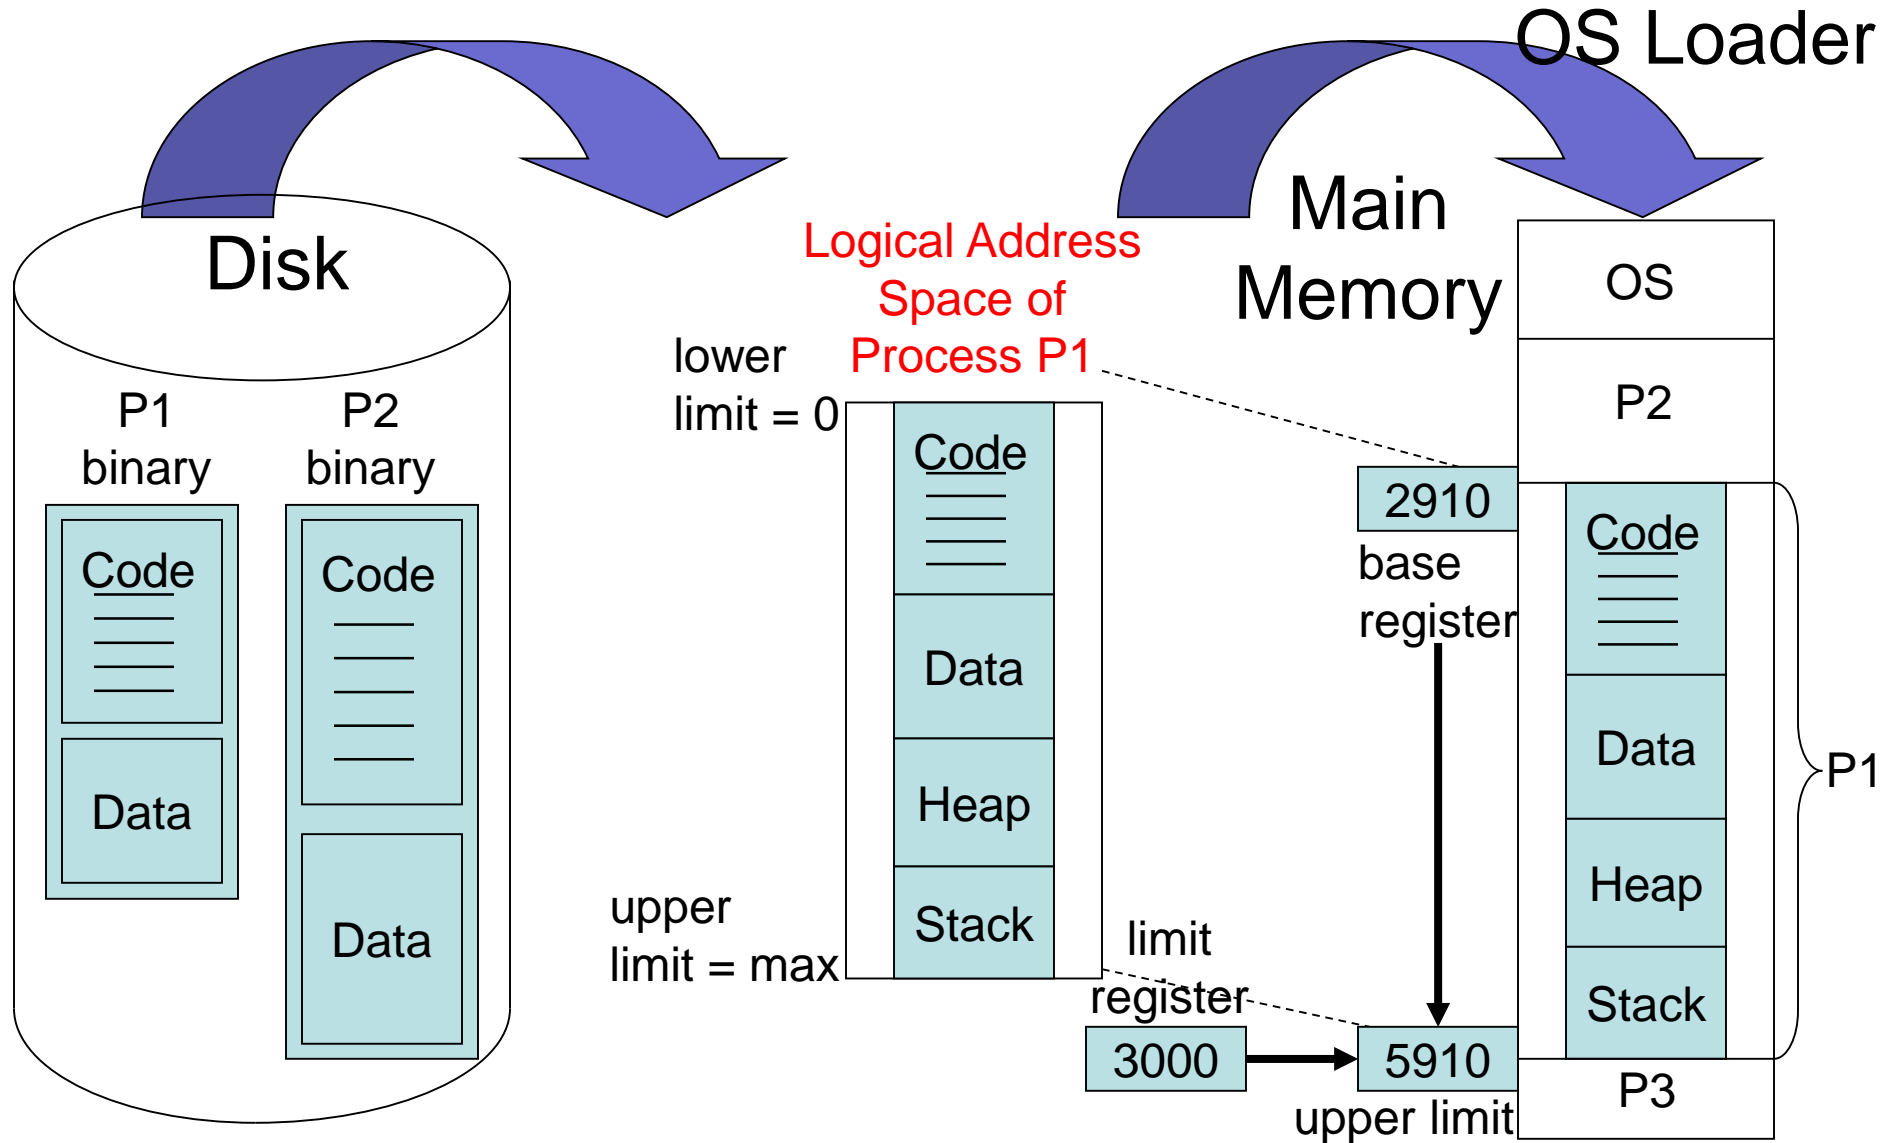 OS Loader
Disk
P1
binary
Code
Data
P2
binary
Code
Data
Logical Address
Space of
Process P1
lower
limit = 0
Code
Data
Heap
Stack
upper
limit = max
Main
Memory
OS
P2
2910
base
register
Code
Data
Heap
Stack
P1
limit
register
3000
5910
upper limit
P3